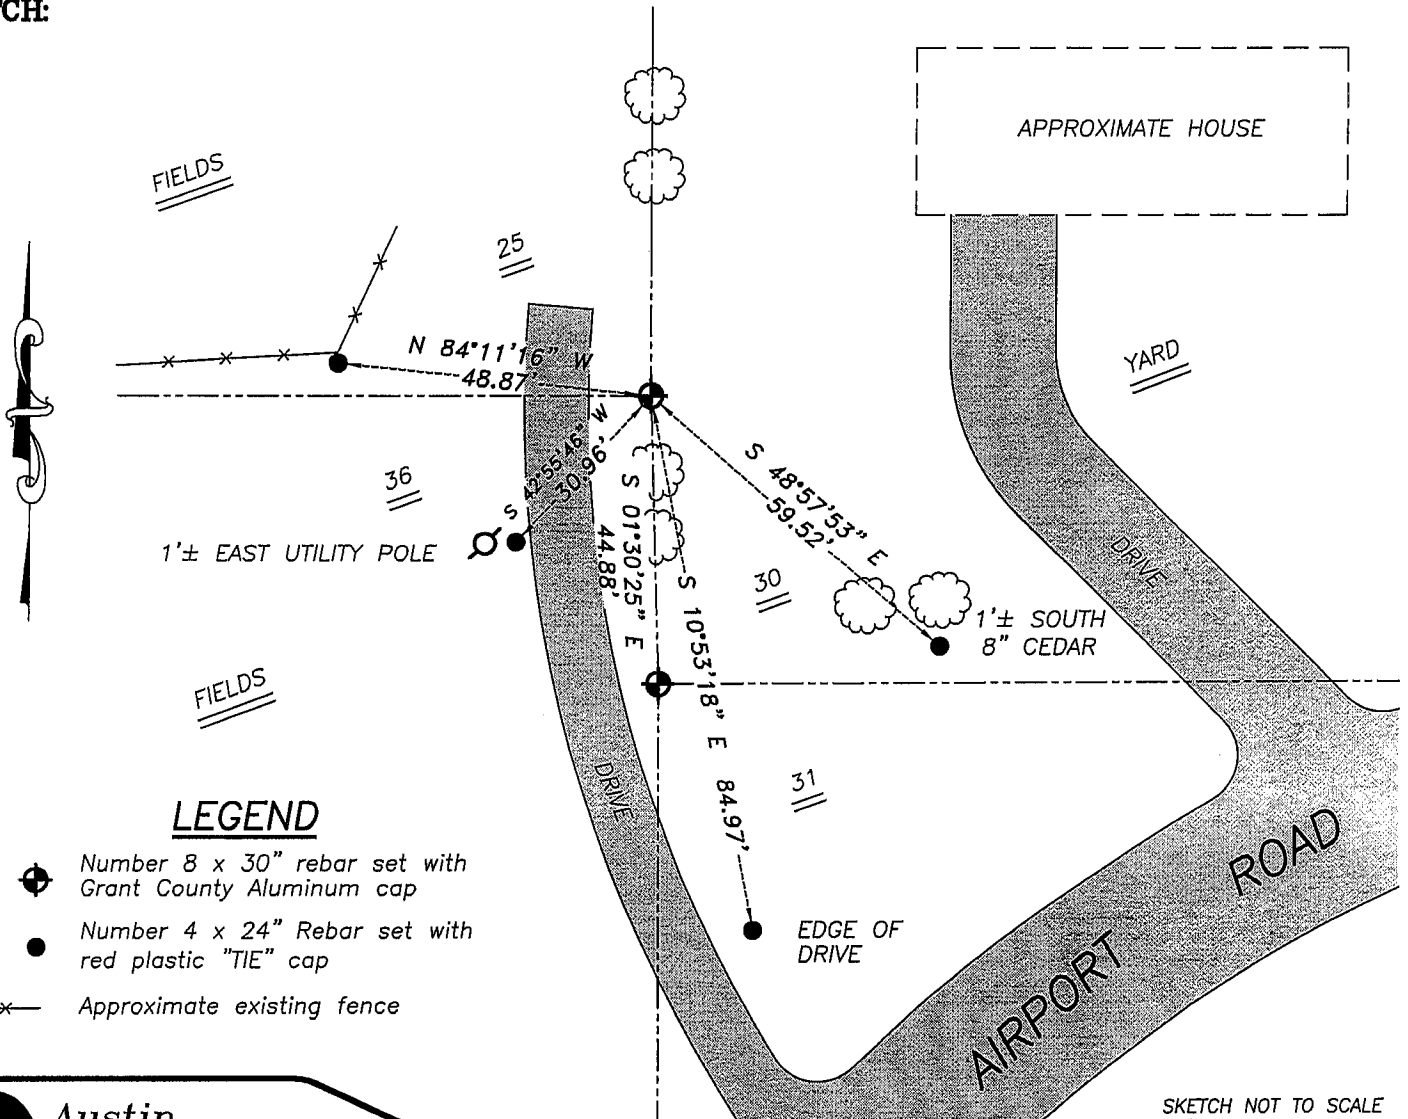 TCH:
APPROXIMATE HOUSE
FIELDS
25
N 84°11'16" W
48.87'
YARD
36
S 42°55'46" W
30.96'
S 48°57'53" E
59.52'
1'± EAST UTILITY POLE
S 01°30'25" E
44.88'
DRIVE
30
1'± SOUTH
8" CEDAR
S 10°53'18" E 84.97'
FIELDS
DRIVE
31
LEGEND
Number 8 x 30" rebar set with
Grant County Aluminum cap
Number 4 x 24" Rebar set with
red plastic "TIE" cap
Approximate existing fence
EDGE OF
DRIVE
AIRPORT ROAD
Austin
SKETCH NOT TO SCALE